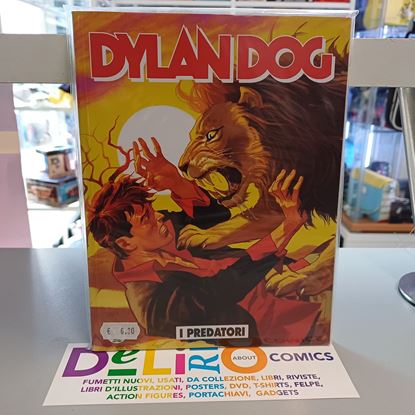 DYLAN DOG
I PREDATORI
DELIRIO ABOUT COMICS
FUMETTI NUOVI, USATI, DA COLLEZIONE, LIBRI, RIVISTE,
LIBRI D'ILLUSTRAZIONI, POSTERS, DVD, T-SHIRTS, FELPE,
ACTION FIGURES, PORTACHIAVI, GADGETS